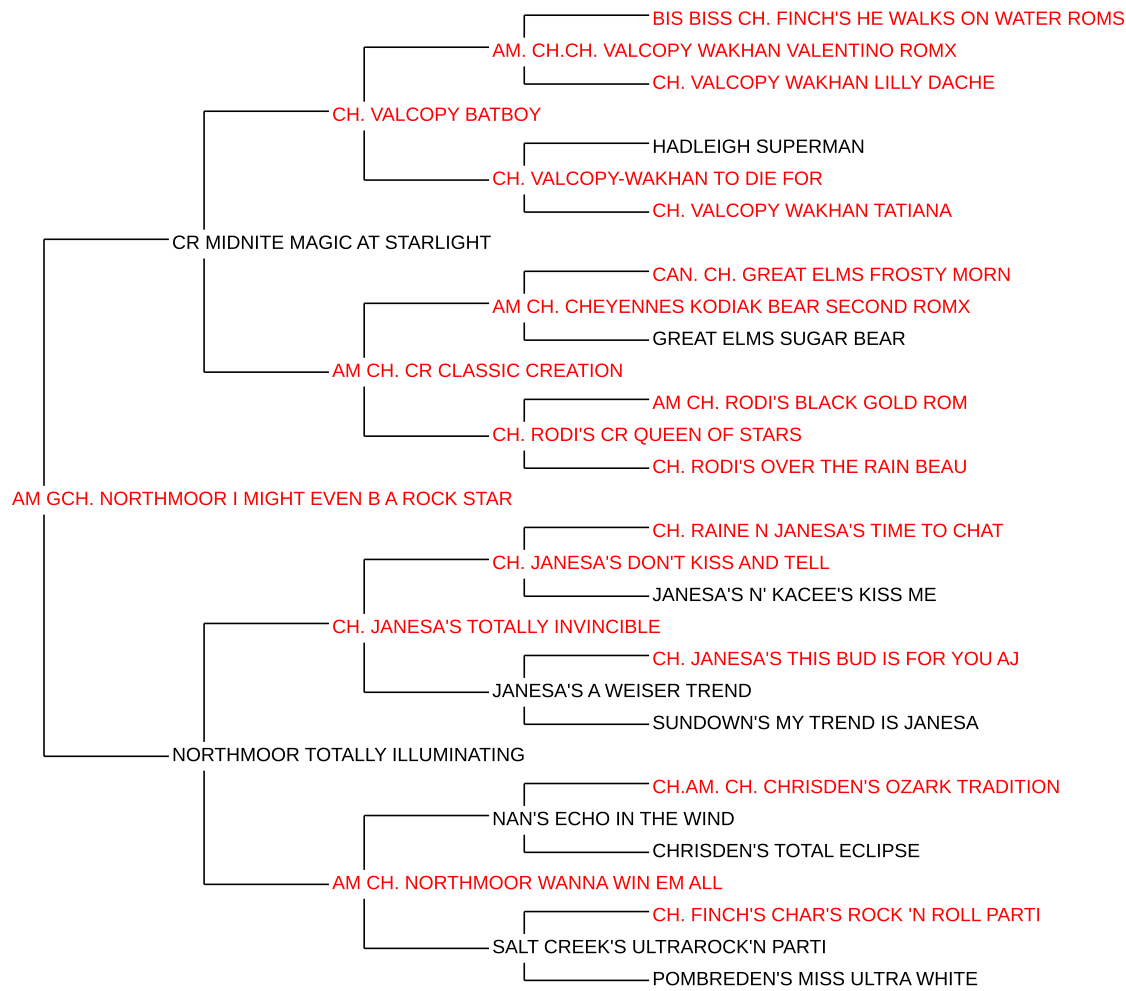 BIS BISS CH. FINCH'S HE WALKS ON WATER ROMS
AM. CH.CH. VALCOPY WAKHAN VALENTINO ROMX
CH. VALCOPY WAKHAN LILLY DACHE
CH. VALCOPY BATBOY
HADLEIGH SUPERMAN
CH. VALCOPY-WAKHAN TO DIE FOR
CH. VALCOPY WAKHAN TATIANA
CR MIDNITE MAGIC AT STARLIGHT
CAN. CH. GREAT ELMS FROSTY MORN
AM CH. CHEYENNES KODIAK BEAR SECOND ROMX
GREAT ELMS SUGAR BEAR
AM CH. CR CLASSIC CREATION
AM CH. RODI'S BLACK GOLD ROM
CH. RODI'S CR QUEEN OF STARS
CH. RODI'S OVER THE RAIN BEAU
AM GCH. NORTHMOOR I MIGHT EVEN B A ROCK STAR
CH. RAINE N JANESA'S TIME TO CHAT
CH. JANESA'S DON'T KISS AND TELL
JANESA'S N' KACEE'S KISS ME
CH. JANESA'S TOTALLY INVINCIBLE
CH. JANESA'S THIS BUD IS FOR YOU AJ
JANESA'S A WEISER TREND
SUNDOWN'S MY TREND IS JANESA
NORTHMOOR TOTALLY ILLUMINATING
CH.AM. CH. CHRISDEN'S OZARK TRADITION
NAN'S ECHO IN THE WIND
CHRISDEN'S TOTAL ECLIPSE
AM CH. NORTHMOOR WANNA WIN EM ALL
CH. FINCH'S CHAR'S ROCK 'N ROLL PARTI
SALT CREEK'S ULTRAROCK'N PARTI
POMBREDEN'S MISS ULTRA WHITE